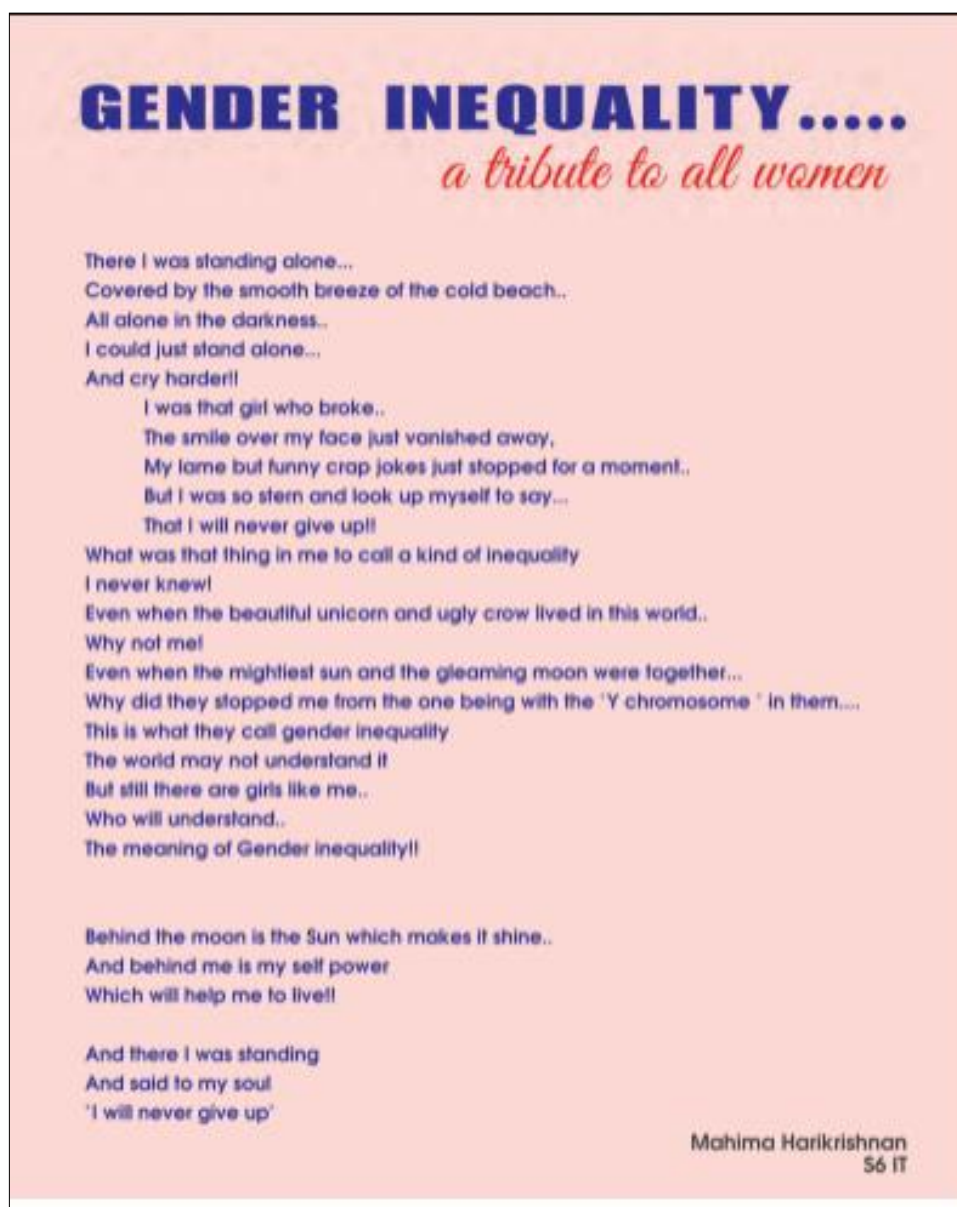 GENDER INEQUALITY.....
a tribute to all women
There I was standing alone...
Covered by the smooth breeze of the cold beach..
All alone in the darkness..
I could just stand alone...
And cry harder!!
I was that girl who broke..
The smile over my face just vanished away,
My lame but funny crap jokes just stopped for a moment..
But I was so stern and look up myself to say...
That I will never give up!!
What was that thing in me to call a kind of inequality
I never knew!
Even when the beautiful unicorn and ugly crow lived in this world..
Why not me!
Even when the mightiest sun and the gleaming moon were together...
Why did they stopped me from the one being with the 'Y chromosome ' in them....
This is what they call gender inequality
The world may not understand it
But still there are girls like me..
Who will understand..
The meaning of Gender inequality!!
Behind the moon is the Sun which makes it shine..
And behind me is my self power
Which will help me to live!!
And there I was standing
And said to my soul
'I will never give up'
Mahima Harikrishnan
S6 IT